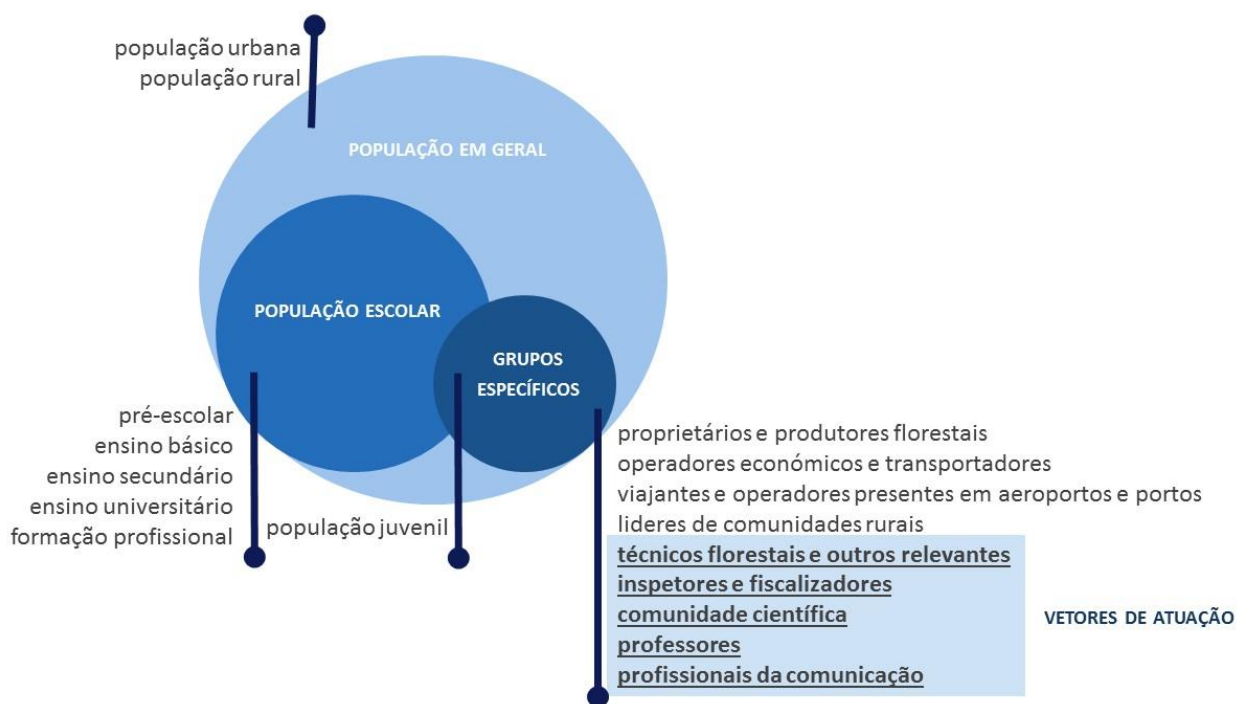 população urbana
população rural
POPULAÇÃO EM GERAL
POPULAÇÃO ESCOLAR
GRUPOS
ESPECÍFICOS
pré-escolar
ensino básico
ensino secundário
ensino universitário
formação profissional
população juvenil
proprietários e produtores florestais
operadores económicos e transportadores
viajantes e operadores presentes em aeroportos e portos
lideres de comunidades rurais
técnicos florestais e outros relevantes
inspetores e fiscalizadores
comunidade científica
professores
profissionais da comunicação
VETORES DE ATUAÇÃO